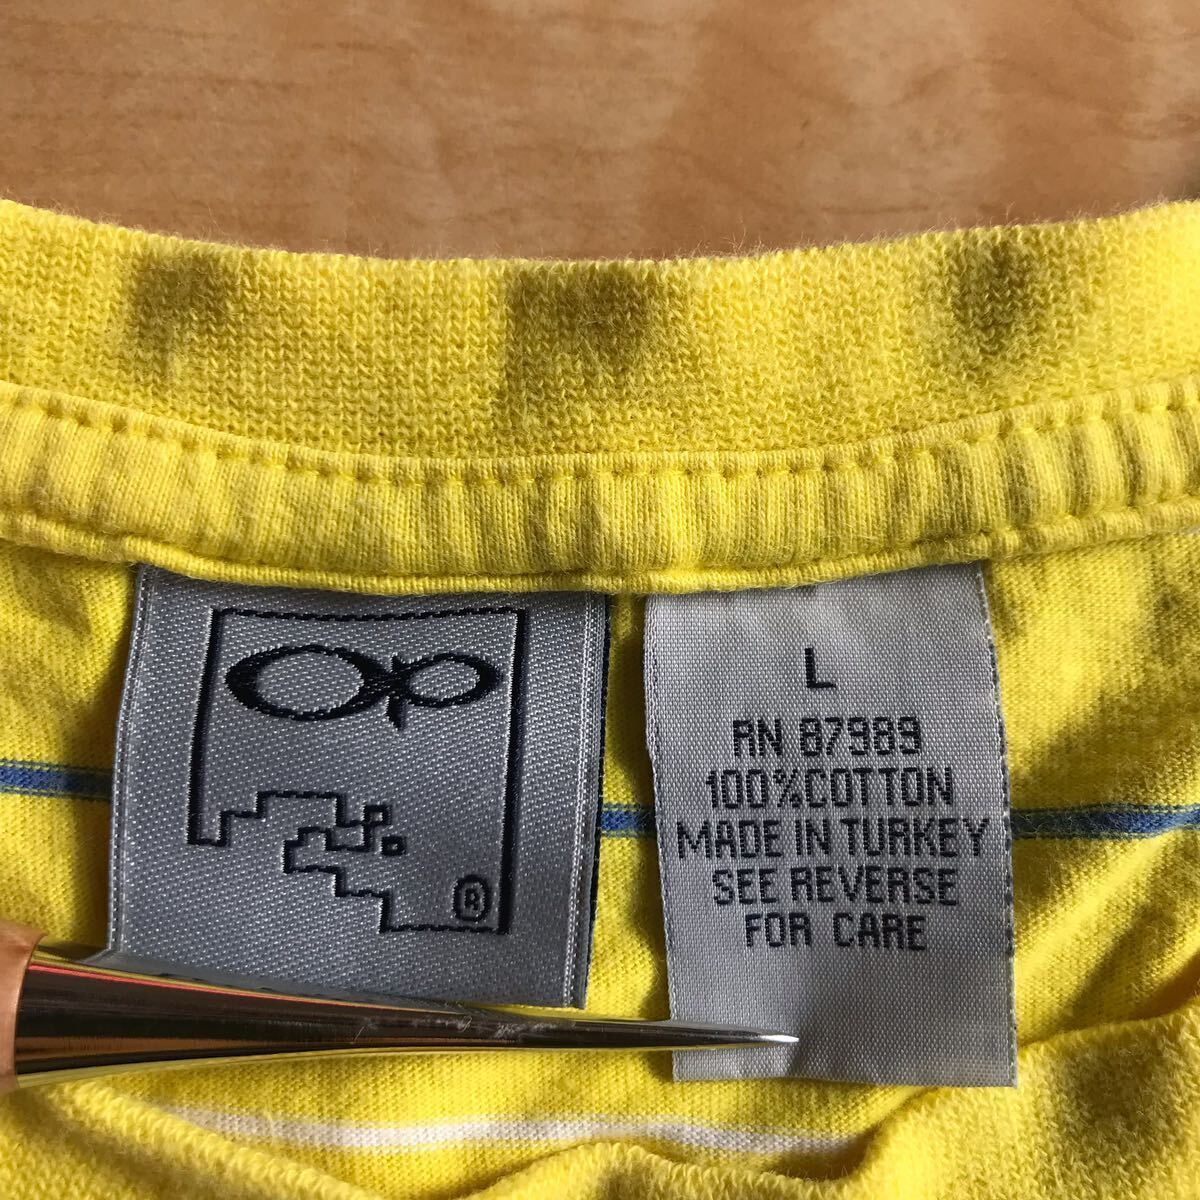 Op
®
L
RN 87989
100%COTTON
MADE IN TURKEY
SEE REVERSE
FOR CARE